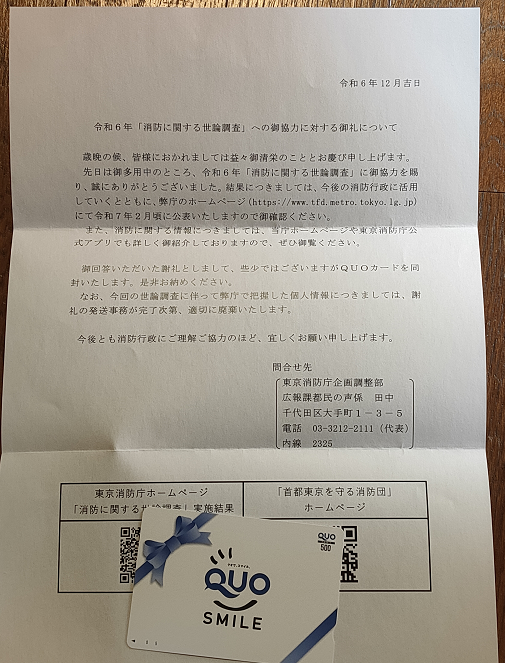 令和６年12月吉日
令和６年「消防に関する世論調査」への御協力に対する御礼について
歳晩の候、皆様におかれましては益々御清栄のこととお慶び申し上げます。
先日は御多用中のところ、令和６年「消防に関する世論調査」に御協力を賜
り、誠にありがとうございました。結果につきましては、今後の消防行政に活用
していくとともに、弊庁のホームページ(https://www.tfd.metro.tokyo.lg.jp)
にて令和７年２月頃に公表いたしますので御確認ください。
また、消防に関する情報につきましては、当庁ホームページや東京消防庁公
式アプリでも詳しく御紹介しておりますので、ぜひ御覧ください。
御回答いただいた謝礼としまして、些少ではございますがＱＵＯカードを同
封いたします。是非お納めください。
なお、今回の世論調査に伴って弊庁で把握した個人情報につきましては、謝
礼の発送事務が完了次第、適切に廃棄いたします。
今後とも消防行政にご理解ご協力のほど、宜しくお願い申し上げます。
問合せ先
東京消防庁企画調整部
広報課都民の声係　田中
千代田区大手町１－３－５
電話　03-3212-2111（代表）
内線　2325
東京消防庁ホームページ
「消防に関する世論調査」実施結果
「首都東京を守る消防団」
ホームページ
QUO
500
QUO
SMILE